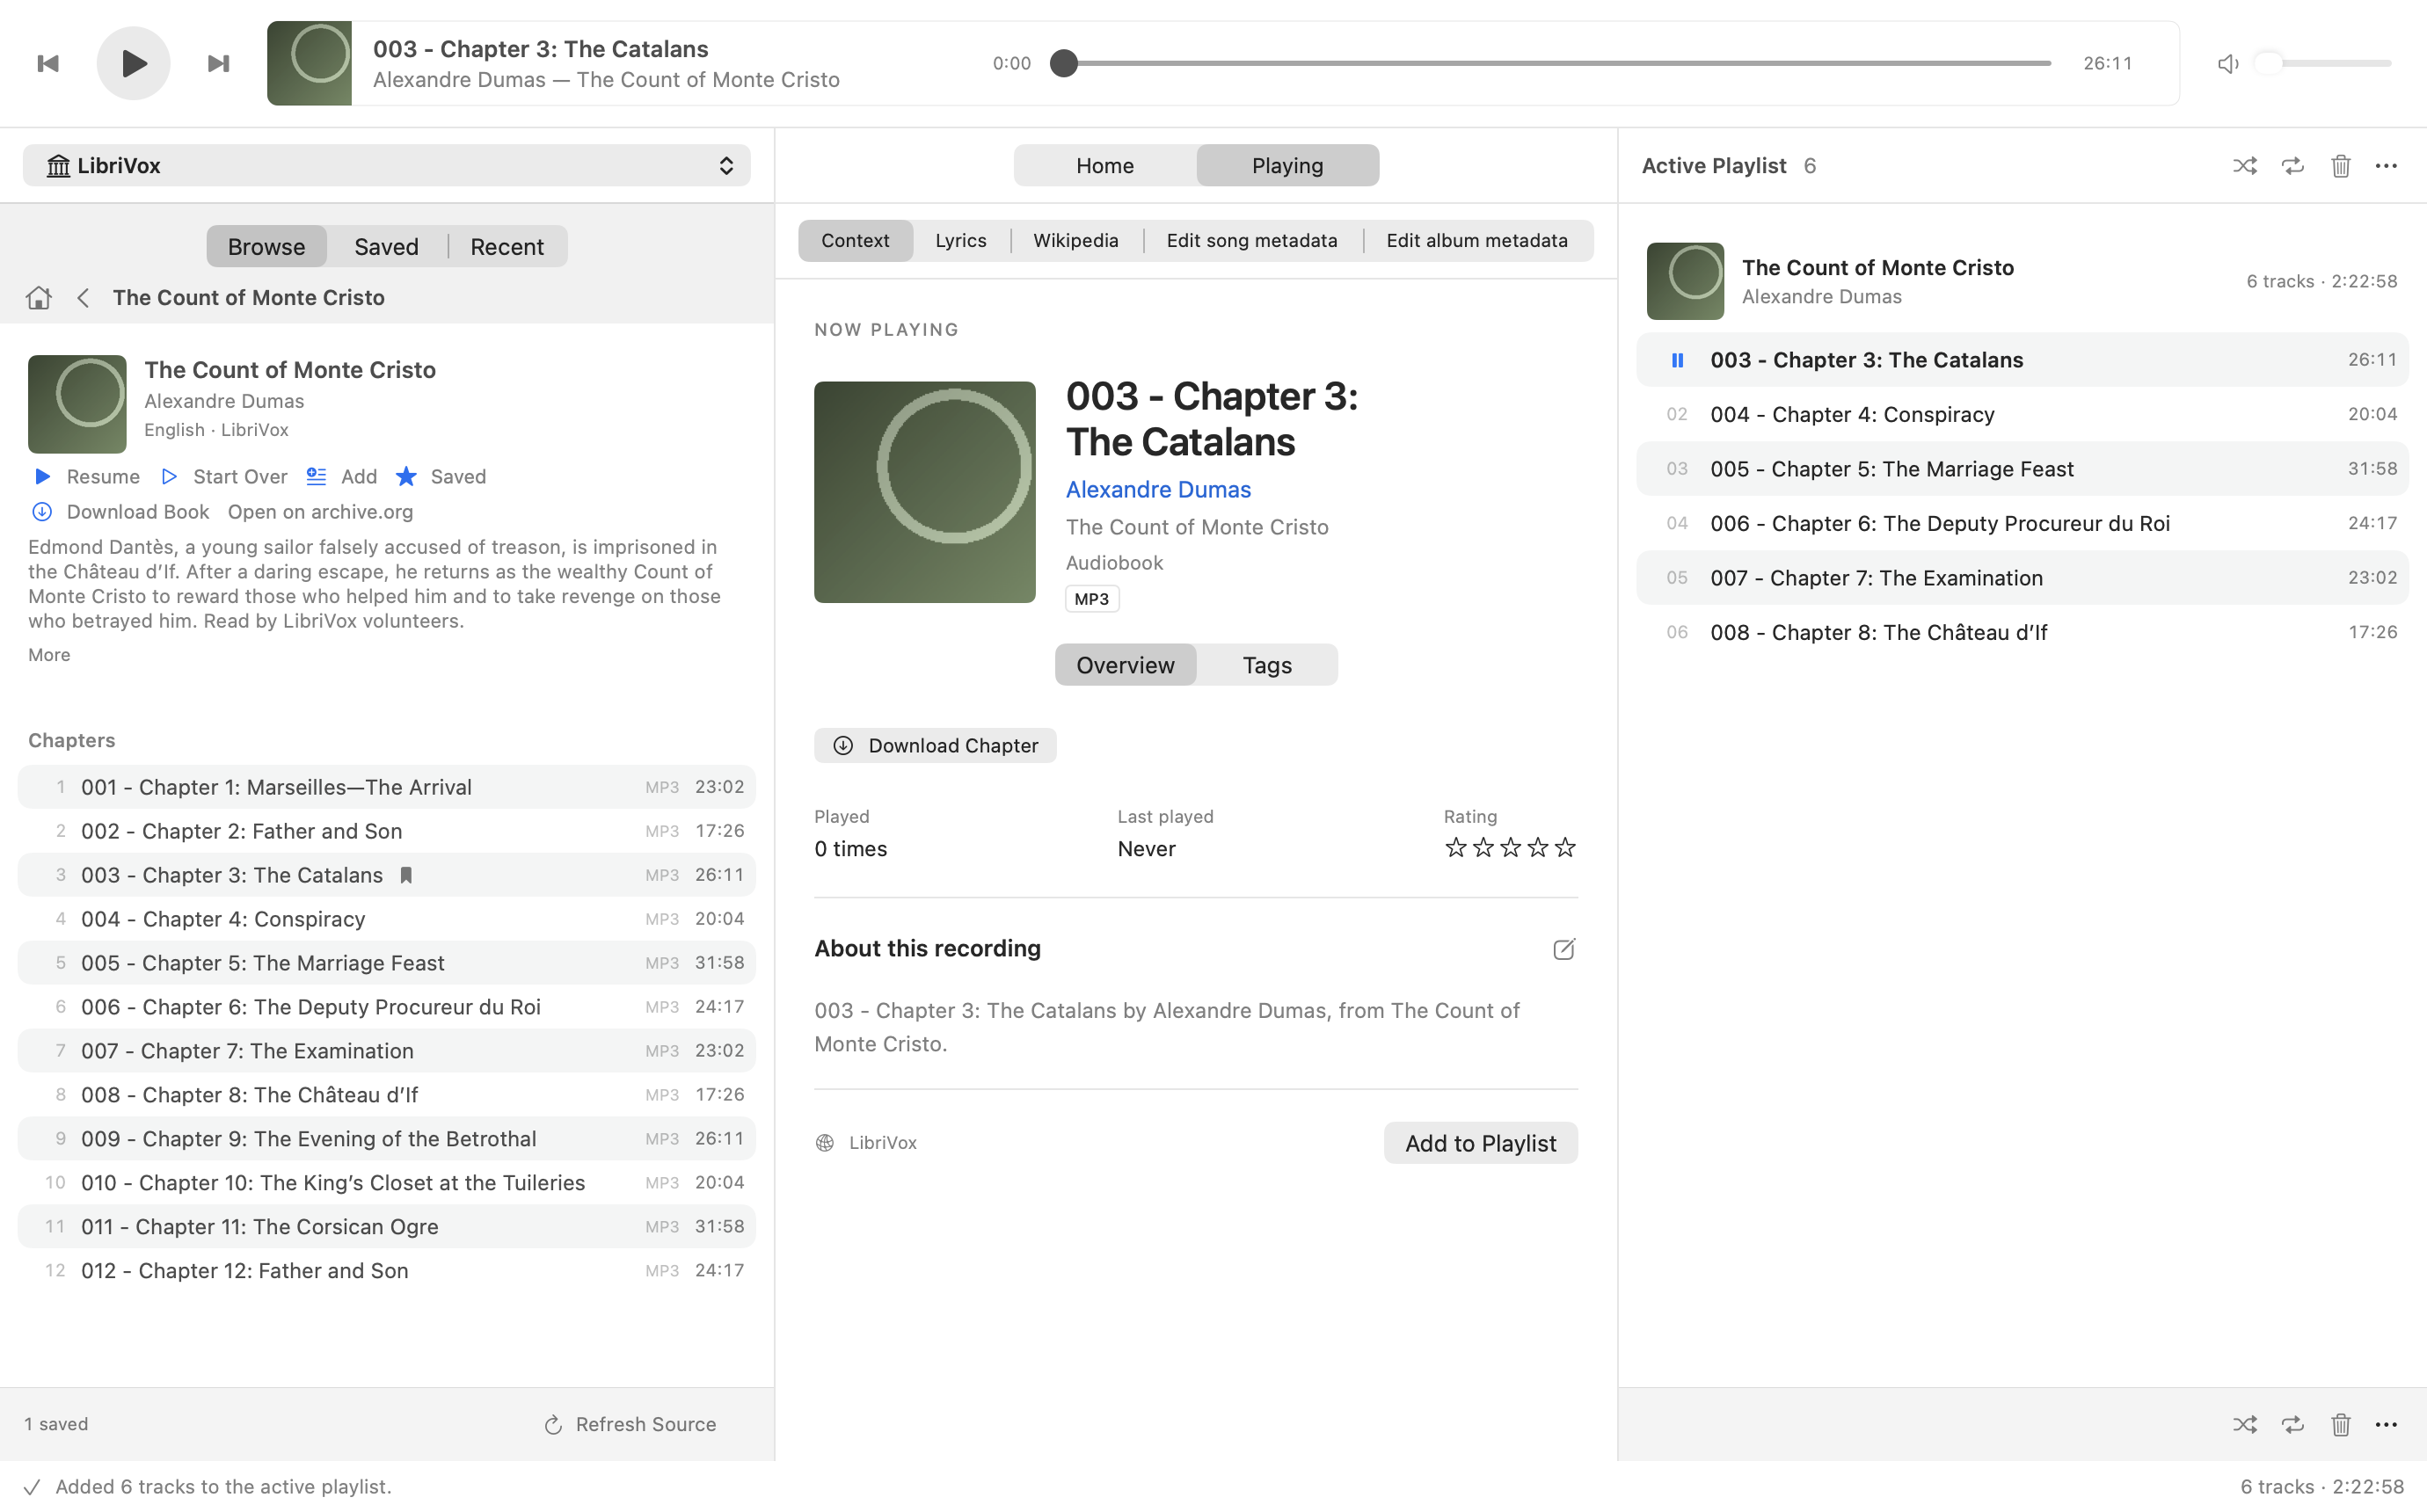 003 - Chapter 3: The Catalans
Alexandre Dumas — The Count of Monte Cristo
0:00
26:11
LibriVox
Browse
Saved
Recent
The Count of Monte Cristo
The Count of Monte Cristo
Alexandre Dumas
English · LibriVox
Resume
Start Over
Add
Saved
Download Book
Open on archive.org
Edmond Dantès, a young sailor falsely accused of treason, is imprisoned in
the Château d’If. After a daring escape, he returns as the wealthy Count of
Monte Cristo to reward those who helped him and to take revenge on those
who betrayed him. Read by LibriVox volunteers.
More
Chapters
1 001 - Chapter 1: Marseilles—The Arrival MP3 23:02
2 002 - Chapter 2: Father and Son MP3 17:26
3 003 - Chapter 3: The Catalans MP3 26:11
4 004 - Chapter 4: Conspiracy MP3 20:04
5 005 - Chapter 5: The Marriage Feast MP3 31:58
6 006 - Chapter 6: The Deputy Procureur du Roi MP3 24:17
7 007 - Chapter 7: The Examination MP3 23:02
8 008 - Chapter 8: The Château d’If MP3 17:26
9 009 - Chapter 9: The Evening of the Betrothal MP3 26:11
10 010 - Chapter 10: The King’s Closet at the Tuileries MP3 20:04
11 011 - Chapter 11: The Corsican Ogre MP3 31:58
12 012 - Chapter 12: Father and Son MP3 24:17
1 saved
Refresh Source
Home
Playing
Context
Lyrics
Wikipedia
Edit song metadata
Edit album metadata
NOW PLAYING
003 - Chapter 3:
The Catalans
Alexandre Dumas
The Count of Monte Cristo
Audiobook
MP3
Overview
Tags
Download Chapter
Played
0 times
Last played
Never
Rating
About this recording
003 - Chapter 3: The Catalans by Alexandre Dumas, from The Count of
Monte Cristo.
LibriVox
Add to Playlist
Active Playlist 6
The Count of Monte Cristo
Alexandre Dumas
6 tracks · 2:22:58
003 - Chapter 3: The Catalans 26:11
02 004 - Chapter 4: Conspiracy 20:04
03 005 - Chapter 5: The Marriage Feast 31:58
04 006 - Chapter 6: The Deputy Procureur du Roi 24:17
05 007 - Chapter 7: The Examination 23:02
06 008 - Chapter 8: The Château d’If 17:26
Added 6 tracks to the active playlist.
6 tracks · 2:22:58